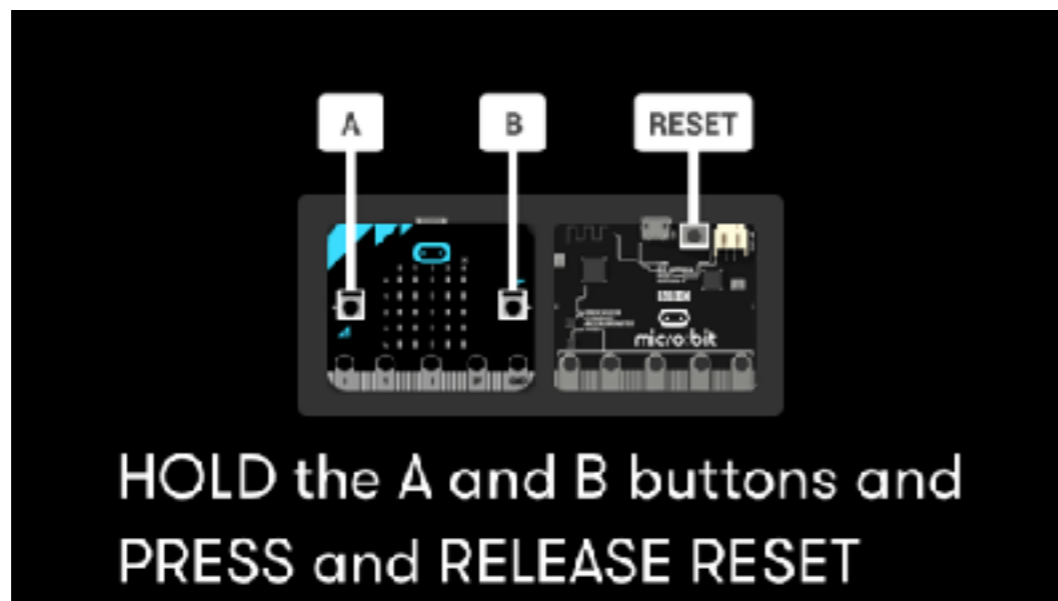 A
B
RESET
micro:bit
HOLD the A and B buttons and
PRESS and RELEASE RESET